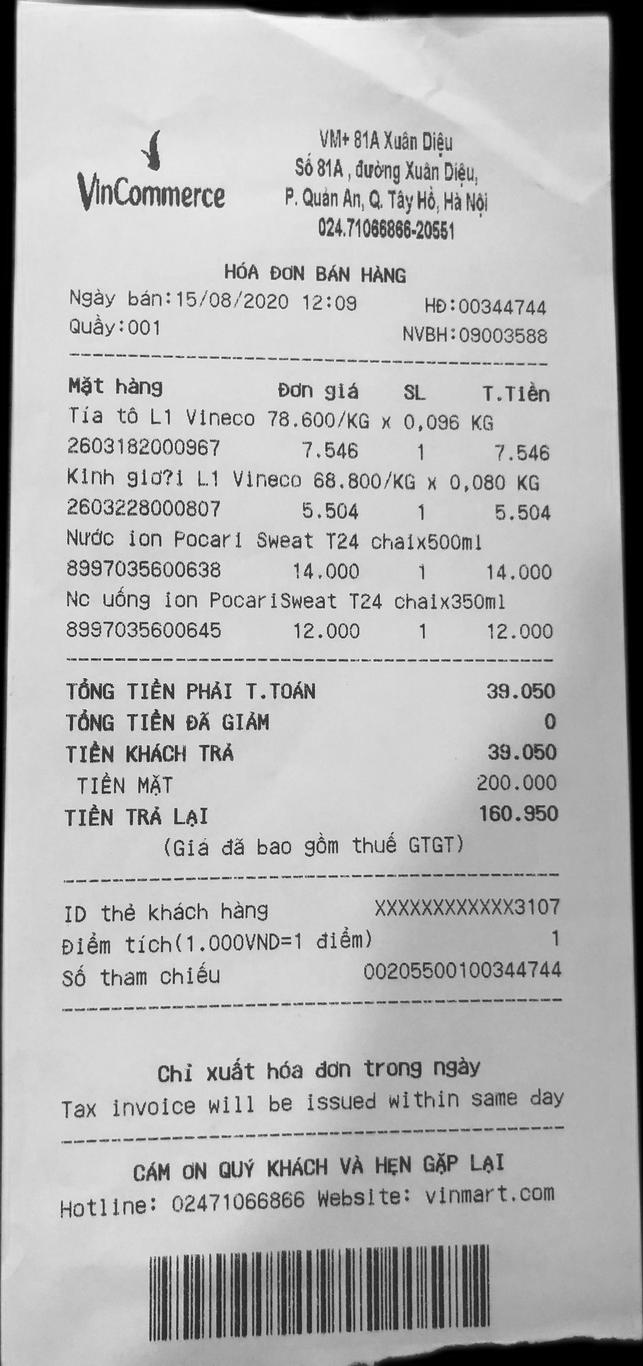 VinCommerce
VM+ 81A Xuân Diệu
Số 81A , đường Xuân Diệu,
P. Quán An, Q. Tây Hồ, Hà Nội
024.71066866-20551
HÓA ĐƠN BÁN HÀNG
Ngày bán:15/08/2020 12:09 HĐ:00344744
Quầy:001 NVBH:09003588
Mặt hàng Đơn giá SL T.Tiền
Tía tô L1 Vineco 78.600/KG x 0,096 KG
2603182000967 7.546 1 7.546
Kinh giơ?i L1 Vineco 68.800/KG x 0,080 KG
2603228000807 5.504 1 5.504
Nước ion Pocari Sweat T24 chaix500ml
8997035600638 14.000 1 14.000
Nc uống ion PocariSweat T24 chaix350ml
8997035600645 12.000 1 12.000
TỔNG TIỀN PHẢI T.TOÁN 39.050
TỔNG TIỀN ĐÃ GIẢM 0
TIỀN KHÁCH TRẢ 39.050
TIỀN MẶT 200.000
TIỀN TRẢ LẠI 160.950
(Giá đã bao gồm thuế GTGT)
ID thẻ khách hàng XXXXXXXXXXXX3107
Điểm tích(1.000VND=1 điểm) 1
Số tham chiếu 00205500100344744
Chỉ xuất hóa đơn trong ngày
Tax invoice will be issued within same day
CÁM ƠN QUÝ KHÁCH VÀ HẸN GẶP LẠI
Hotline: 02471066866 Website: vinmart.com